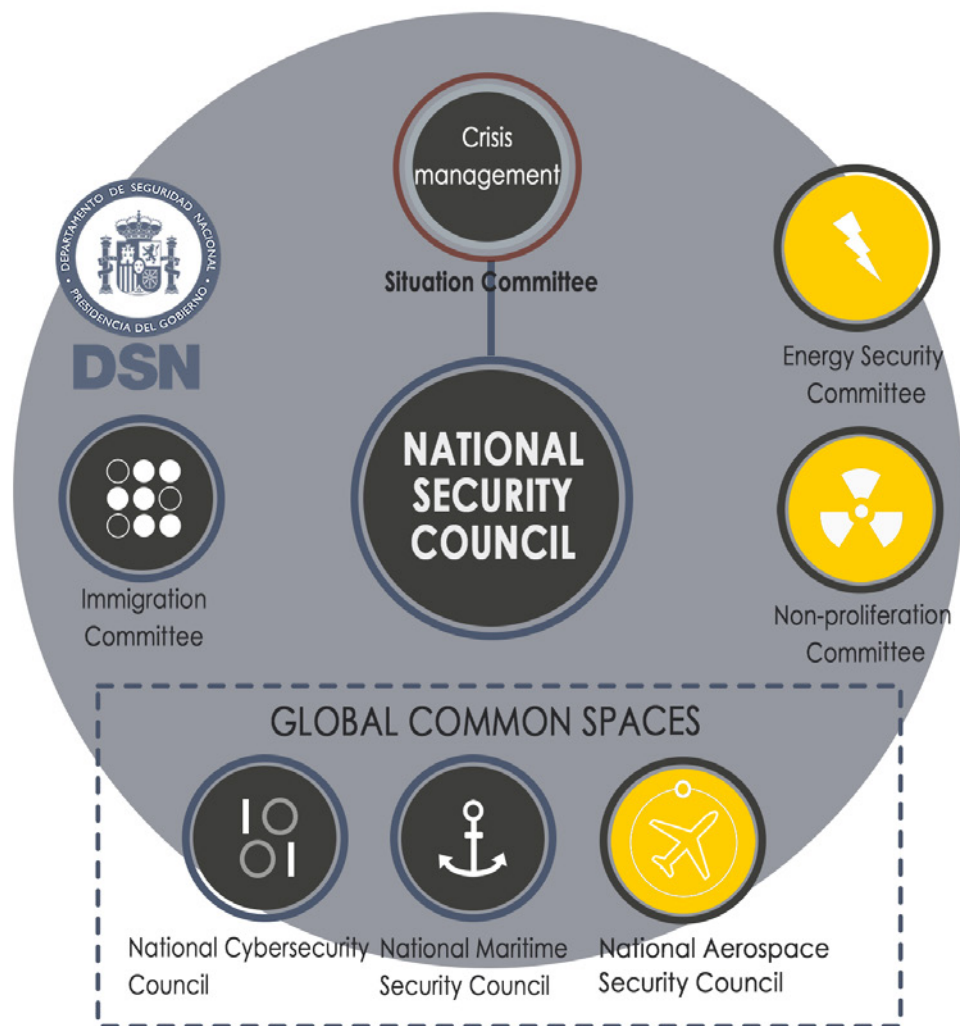 Crisis
management
Situation Committee
DEPARTAMENTO DE SEGURIDAD NACIONAL
PRESIDENCIA DEL GOBIERNO
DSN
Energy Security
Committee
NATIONAL
SECURITY
COUNCIL
Immigration
Committee
Non-proliferation
Committee
GLOBAL COMMON SPACES
National Cybersecurity
Council
National Maritime
Security Council
National Aerospace
Security Council